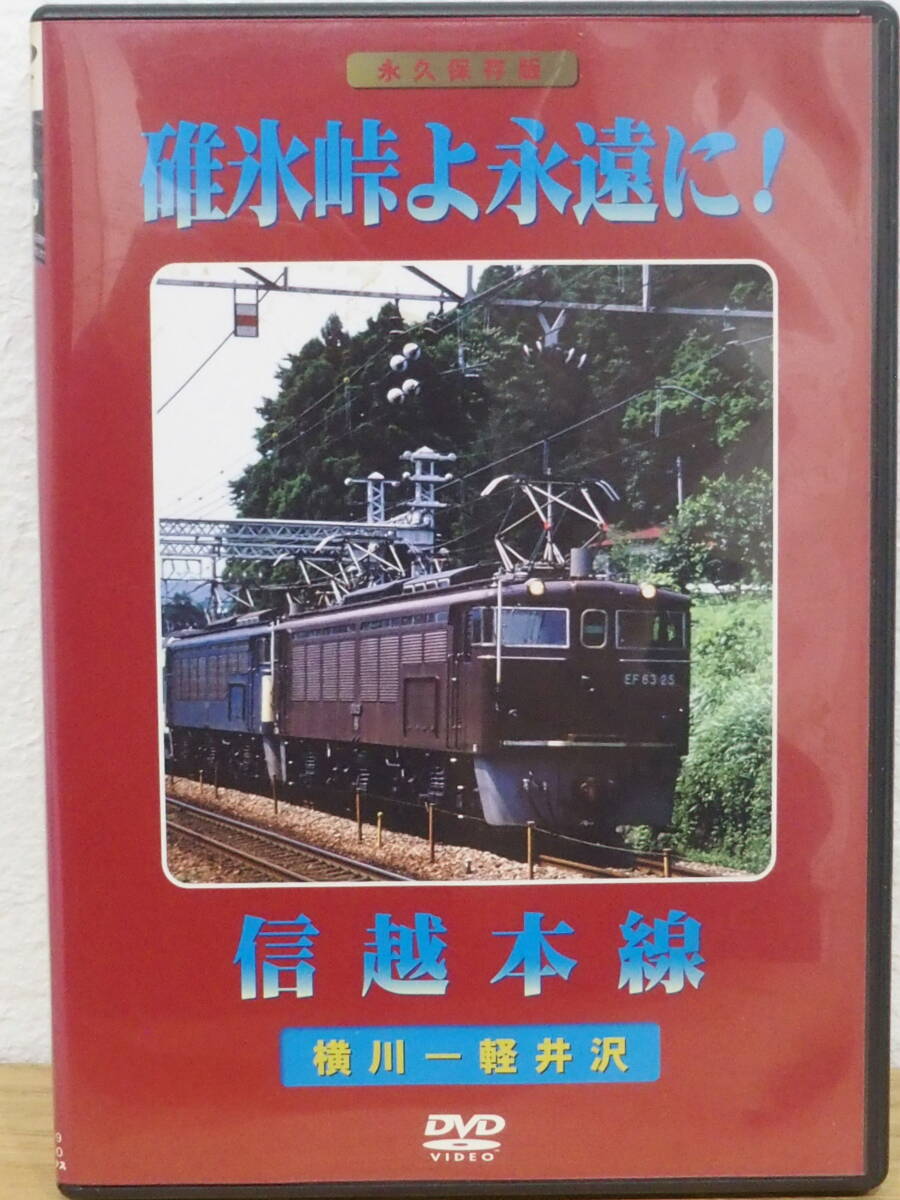 永久保存版
碓氷峠よ永遠に!
EF63 25
信越本線
横川ー軽井沢
DVD
VIDEO™